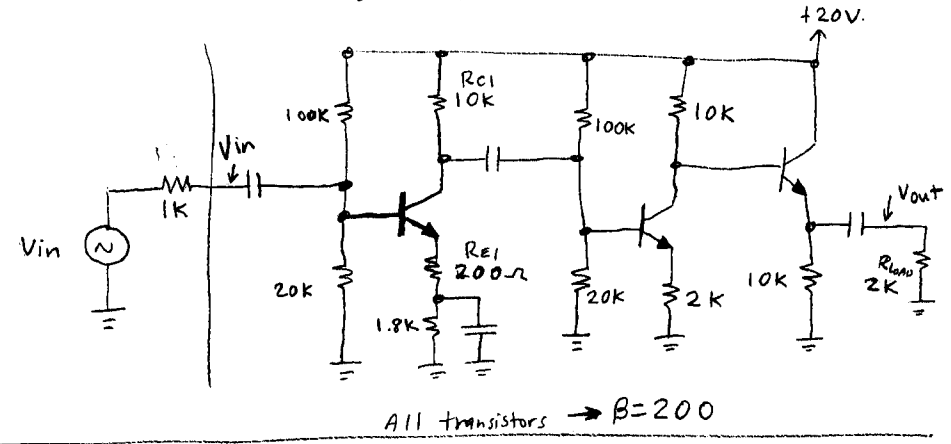 +20V.
RC1
10K
100K
100K
10K
Vin
1K
Vin
Vout
RE1
200Ω
20K
1.8K
20K
2K
10K
RLOAD
2K
All transistors → β=200